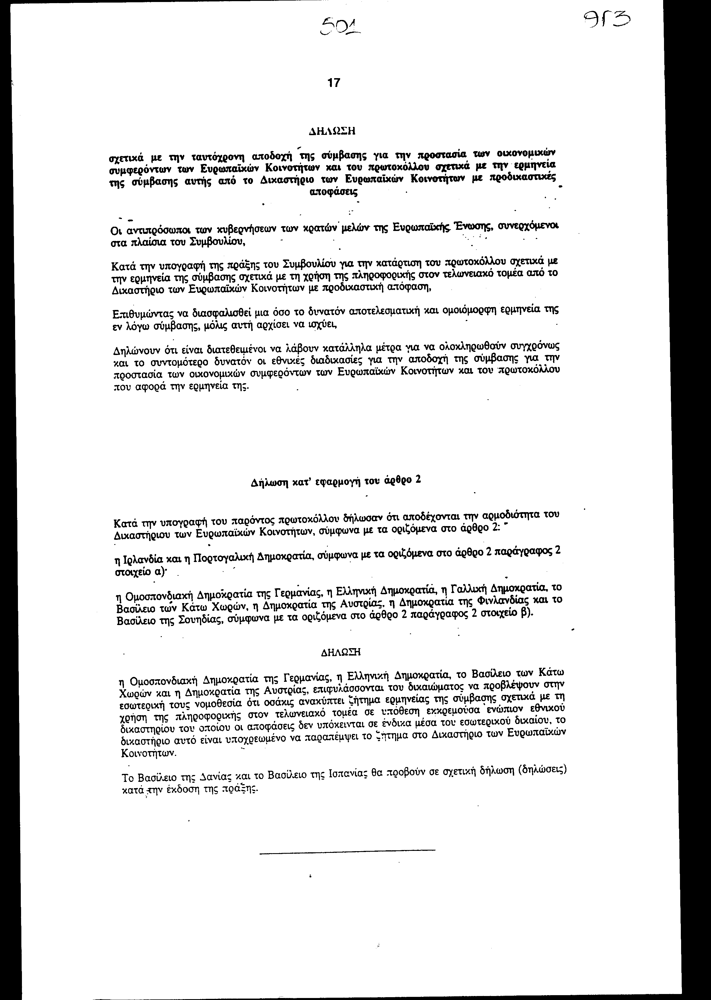 501
913
17
ΔΗΛΩΣΗ
σχετικά με την ταυτόχρονη αποδοχή της σύμβασης για την προστασία των οικονομικών
συμφερόντων των Ευρωπαϊκών Κοινοτήτων και του πρωτοκόλλου σχετικά με την ερμηνεία
της σύμβασης αυτής από το Δικαστήριο των Ευρωπαϊκών Κοινοτήτων με προδικαστικές
αποφάσεις
Οι αντιπρόσωποι των κυβερνήσεων των κρατών μελών της Ευρωπαϊκής Ένωσης, συνερχόμενοι
στα πλαίσια του Συμβουλίου,
Κατά την υπογραφή της πράξης του Συμβουλίου για την κατάρτιση του πρωτοκόλλου σχετικά με
την ερμηνεία της σύμβασης σχετικά με τη χρήση της πληροφορικής στον τελωνειακό τομέα από το
Δικαστήριο των Ευρωπαϊκών Κοινοτήτων με προδικαστική απόφαση,
Επιθυμώντας να διασφαλισθεί μια όσο το δυνατόν αποτελεσματική και ομοιόμορφη ερμηνεία της
εν λόγω σύμβασης, μόλις αυτή αρχίσει να ισχύει,
Δηλώνουν ότι είναι διατεθειμένοι να λάβουν κατάλληλα μέτρα για να ολοκληρωθούν συγχρόνως
και το συντομότερο δυνατόν οι εθνικές διαδικασίες για την αποδοχή της σύμβασης για την
προστασία των οικονομικών συμφερόντων των Ευρωπαϊκών Κοινοτήτων και του πρωτοκόλλου
που αφορά την ερμηνεία της.
Δήλωση κατ' εφαρμογή του άρθρο 2
Κατά την υπογραφή του παρόντος πρωτοκόλλου δήλωσαν ότι αποδέχονται την αρμοδιότητα του
Δικαστήριου των Ευρωπαϊκών Κοινοτήτων, σύμφωνα με τα οριζόμενα στο άρθρο 2:
η Ιρλανδία και η Πορτογαλική Δημοκρατία, σύμφωνα με τα οριζόμενα στο άρθρο 2 παράγραφος 2
στοιχείο α)·
η Ομοσπονδιακή Δημοκρατία της Γερμανίας, η Ελληνική Δημοκρατία, η Γαλλική Δημοκρατία, το
Βασίλειο των Κάτω Χωρών, η Δημοκρατία της Αυστρίας, η Δημοκρατία της Φινλανδίας και το
Βασίλειο της Σουηδίας, σύμφωνα με τα οριζόμενα στο άρθρο 2 παράγραφος 2 στοιχείο β).
ΔΗΛΩΣΗ
η Ομοσπονδιακή Δημοκρατία της Γερμανίας, η Ελληνική Δημοκρατία, το Βασίλειο των Κάτω
Χωρών και η Δημοκρατία της Αυστρίας, επιφυλάσσονται του δικαιώματος να προβλέψουν στην
εσωτερική τους νομοθεσία ότι οσάκις ανακύπτει ζήτημα ερμηνείας της σύμβασης σχετικά με τη
χρήση της πληροφορικής στον τελωνειακό τομέα σε υπόθεση εκκρεμούσα ενώπιον εθνικού
δικαστηρίου του οποίου οι αποφάσεις δεν υπόκεινται σε ένδικα μέσα του εσωτερικού δικαίου, το
δικαστήριο αυτό είναι υποχρεωμένο να παραπέμψει το ζήτημα στο Δικαστήριο των Ευρωπαϊκών
Κοινοτήτων.
Το Βασίλειο της Δανίας και το Βασίλειο της Ισπανίας θα προβούν σε σχετική δήλωση (δηλώσεις)
κατά την έκδοση της πράξης.